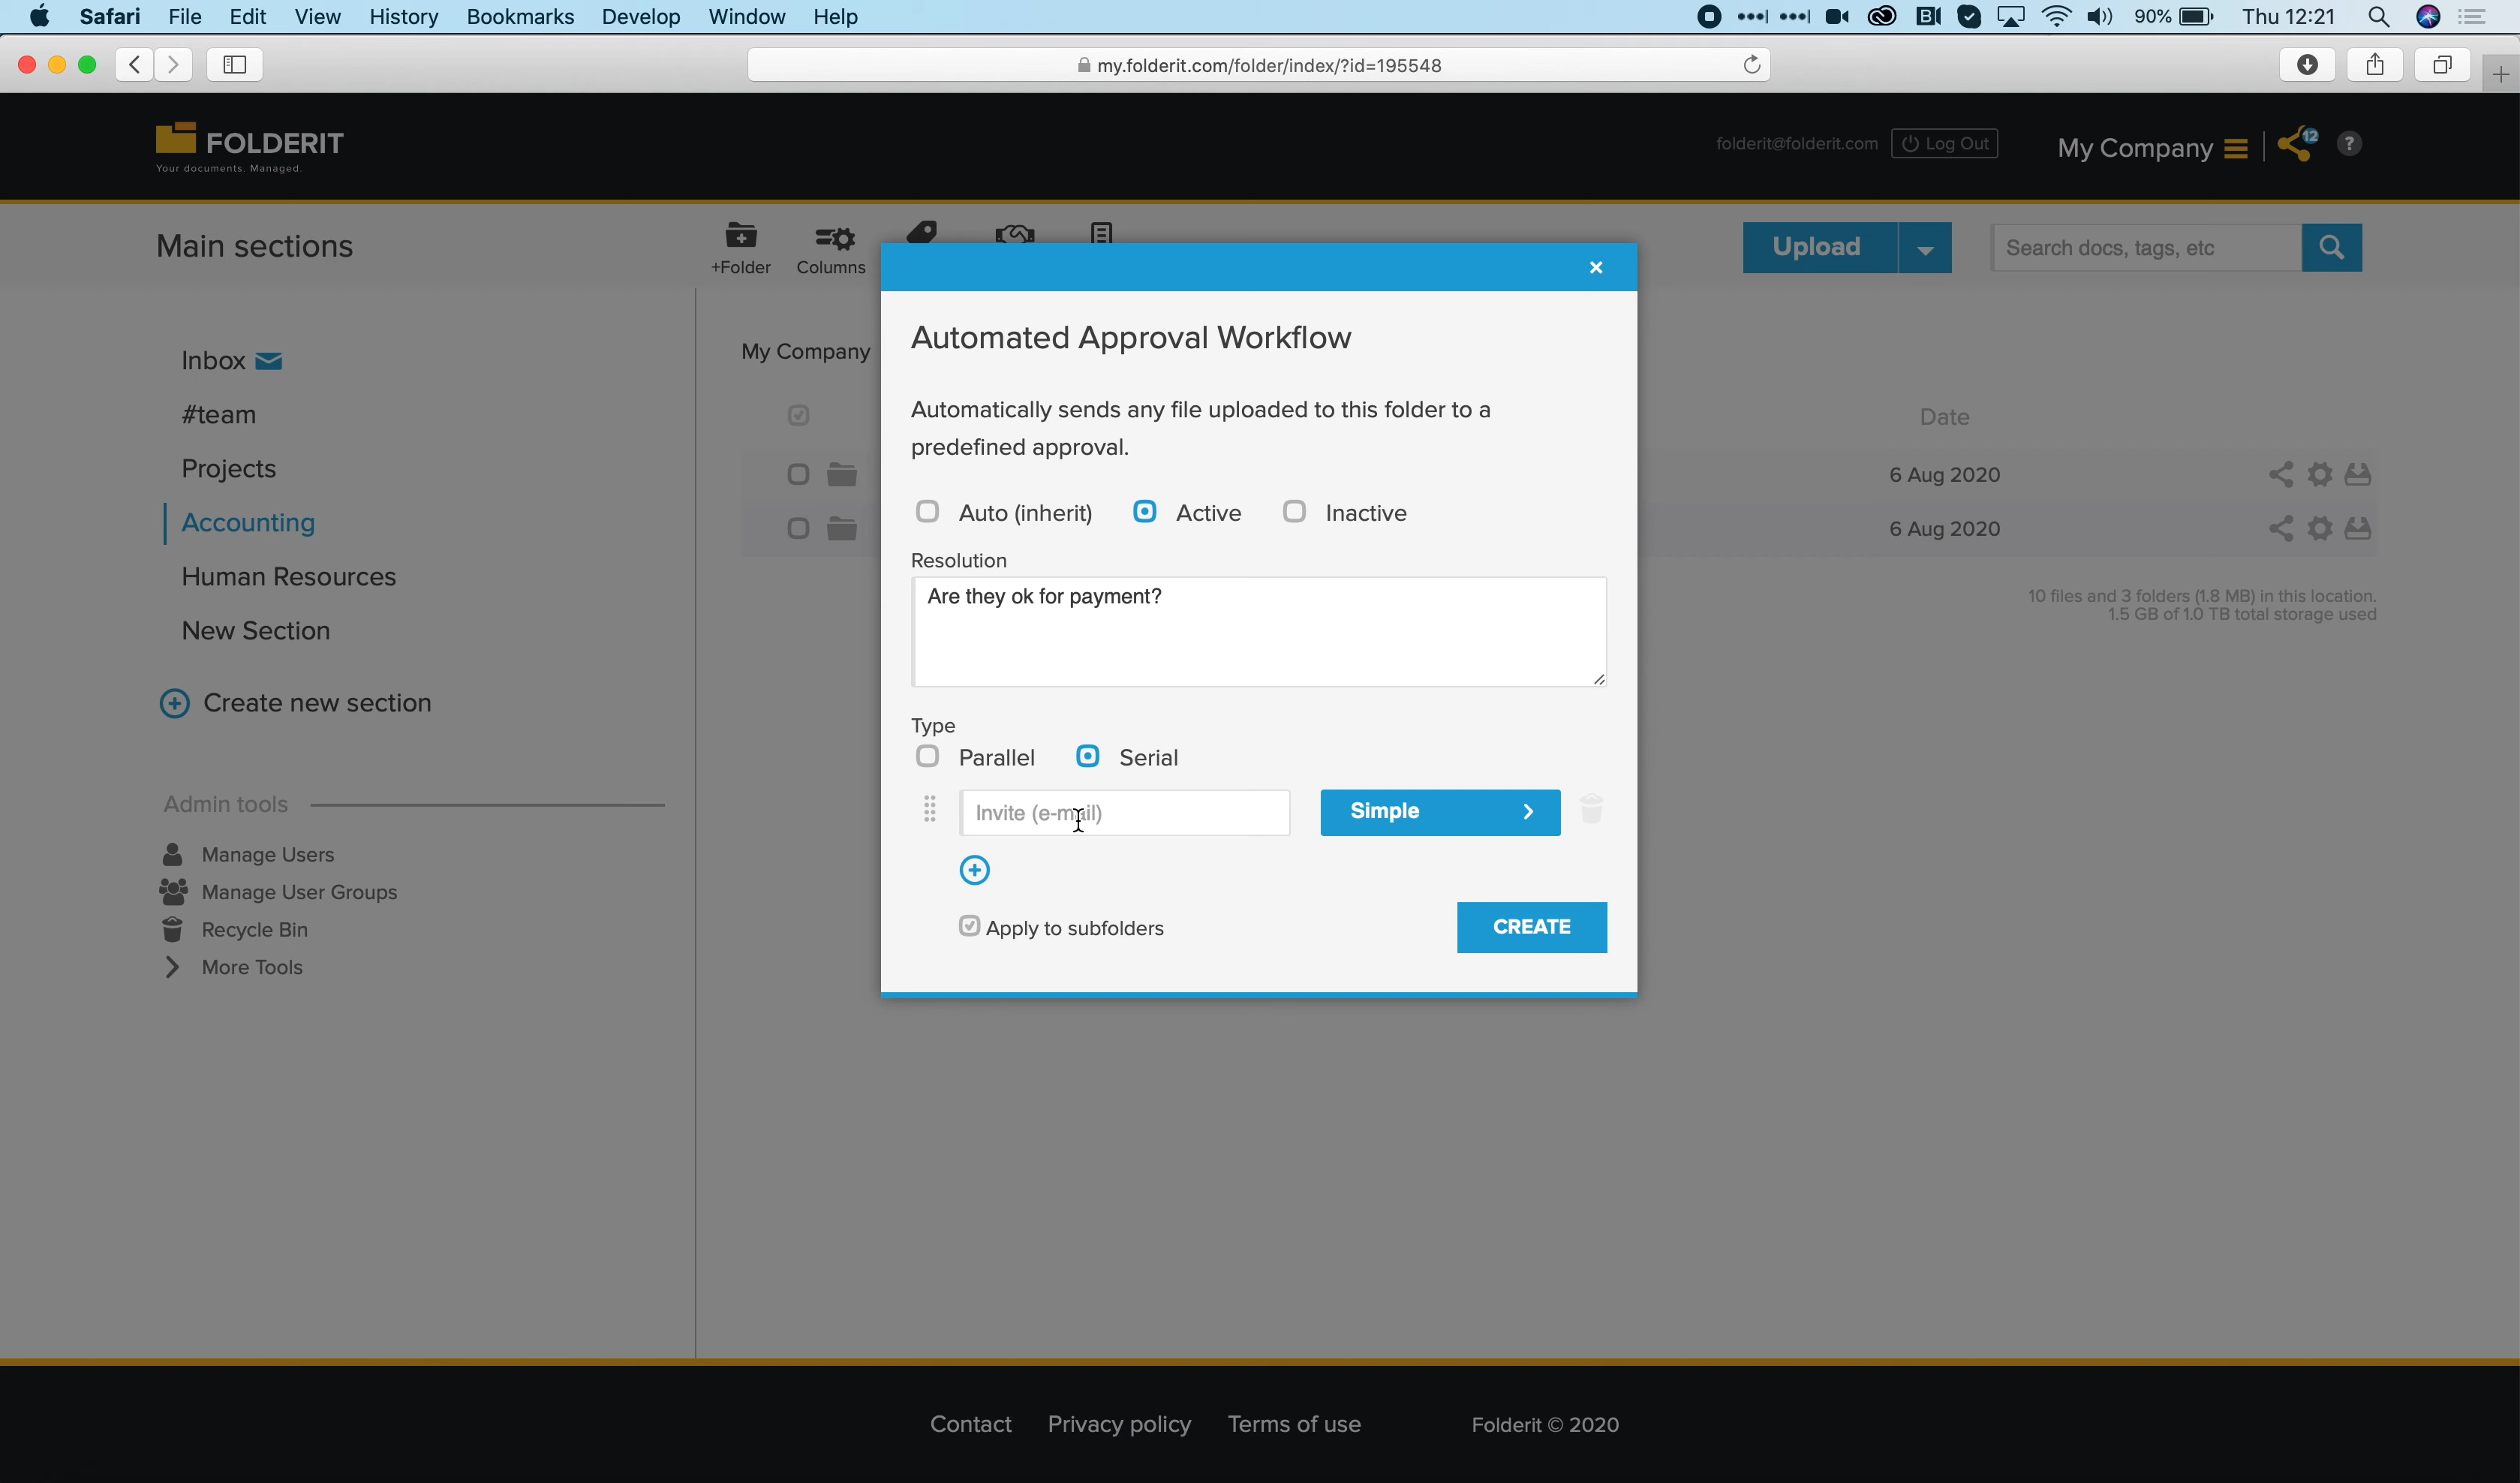 Safari File Edit View History Bookmarks Develop Window Help 90% Thu 12:21
my.folderit.com/folder/index/?id=195548
FOLDERIT
Your documents. Managed.
folderit@folderit.com Log Out My Company 12 ?
Main sections
+Folder Columns
Upload
Search docs, tags, etc
Inbox
#team
Projects
Accounting
Human Resources
New Section
Create new section
Admin tools
Manage Users
Manage User Groups
Recycle Bin
More Tools
My Company
Date
6 Aug 2020
6 Aug 2020
10 files and 3 folders (1.8 MB) in this location.
1.5 GB of 1.0 TB total storage used
Automated Approval Workflow
Automatically sends any file uploaded to this folder to a
predefined approval.
Auto (inherit) Active Inactive
Resolution
Are they ok for payment?
Type
Parallel Serial
Invite (e-mail) Simple
Apply to subfolders CREATE
Contact Privacy policy Terms of use Folderit © 2020